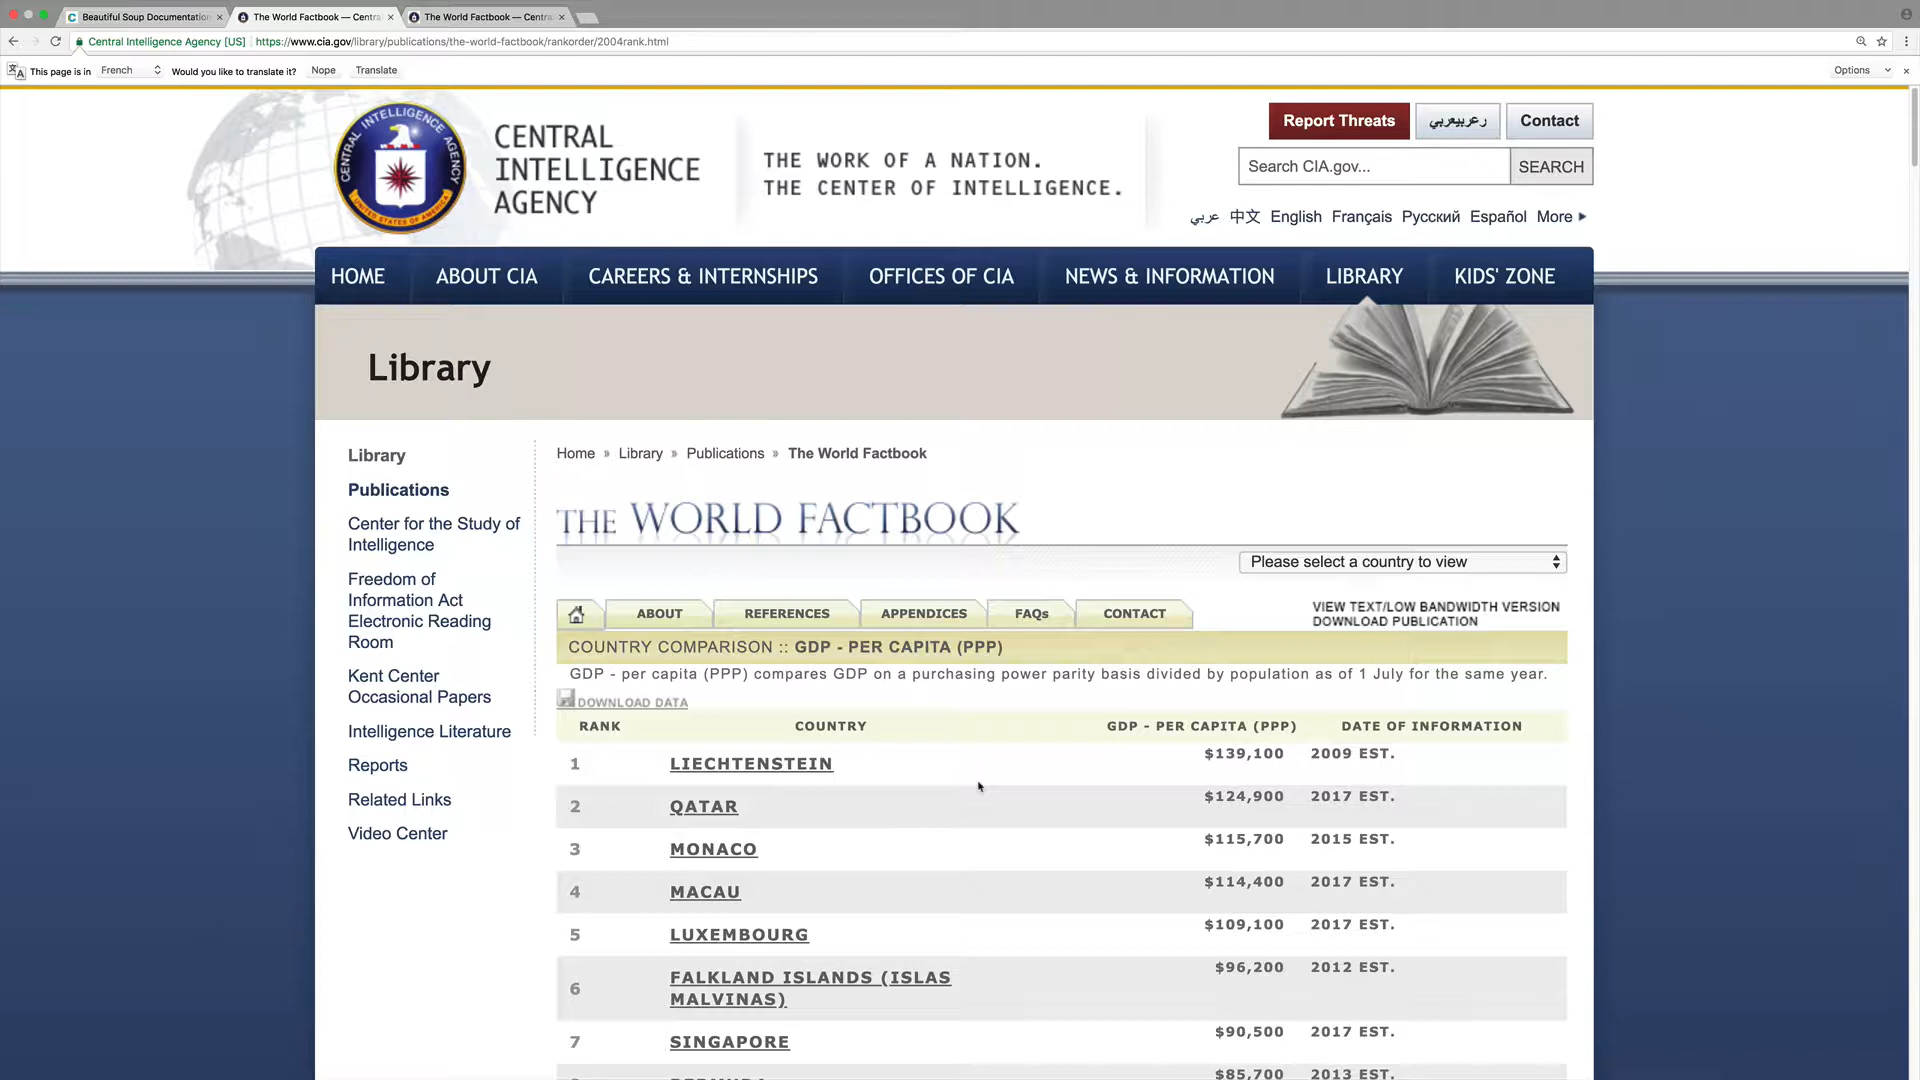 Beautiful Soup Documentation
The World Factbook — Centra
The World Factbook — Centra
Central Intelligence Agency [US] https://www.cia.gov/library/publications/the-world-factbook/rankorder/2004rank.html
This page is in French Would you like to translate it? Nope Translate Options
CENTRAL INTELLIGENCE AGENCY
UNITED STATES OF AMERICA
CENTRAL
INTELLIGENCE
AGENCY
THE WORK OF A NATION.
THE CENTER OF INTELLIGENCE.
Report Threats Contact
Search CIA.gov... SEARCH
عربي 中文 English Français Русский Español More
HOME ABOUT CIA CAREERS & INTERNSHIPS OFFICES OF CIA NEWS & INFORMATION LIBRARY KIDS' ZONE
Library
Library
Publications
Center for the Study of
Intelligence
Freedom of
Information Act
Electronic Reading
Room
Kent Center
Occasional Papers
Intelligence Literature
Reports
Related Links
Video Center
Home » Library » Publications » The World Factbook
THE WORLD FACTBOOK
Please select a country to view
ABOUT REFERENCES APPENDICES FAQs CONTACT
VIEW TEXT/LOW BANDWIDTH VERSION
DOWNLOAD PUBLICATION
COUNTRY COMPARISON :: GDP - PER CAPITA (PPP)
GDP - per capita (PPP) compares GDP on a purchasing power parity basis divided by population as of 1 July for the same year.
DOWNLOAD DATA
RANK COUNTRY GDP - PER CAPITA (PPP) DATE OF INFORMATION
1 LIECHTENSTEIN $139,100 2009 EST.
2 QATAR $124,900 2017 EST.
3 MONACO $115,700 2015 EST.
4 MACAU $114,400 2017 EST.
5 LUXEMBOURG $109,100 2017 EST.
6 FALKLAND ISLANDS (ISLAS
MALVINAS) $96,200 2012 EST.
7 SINGAPORE $90,500 2017 EST.
$85,700 2013 EST.